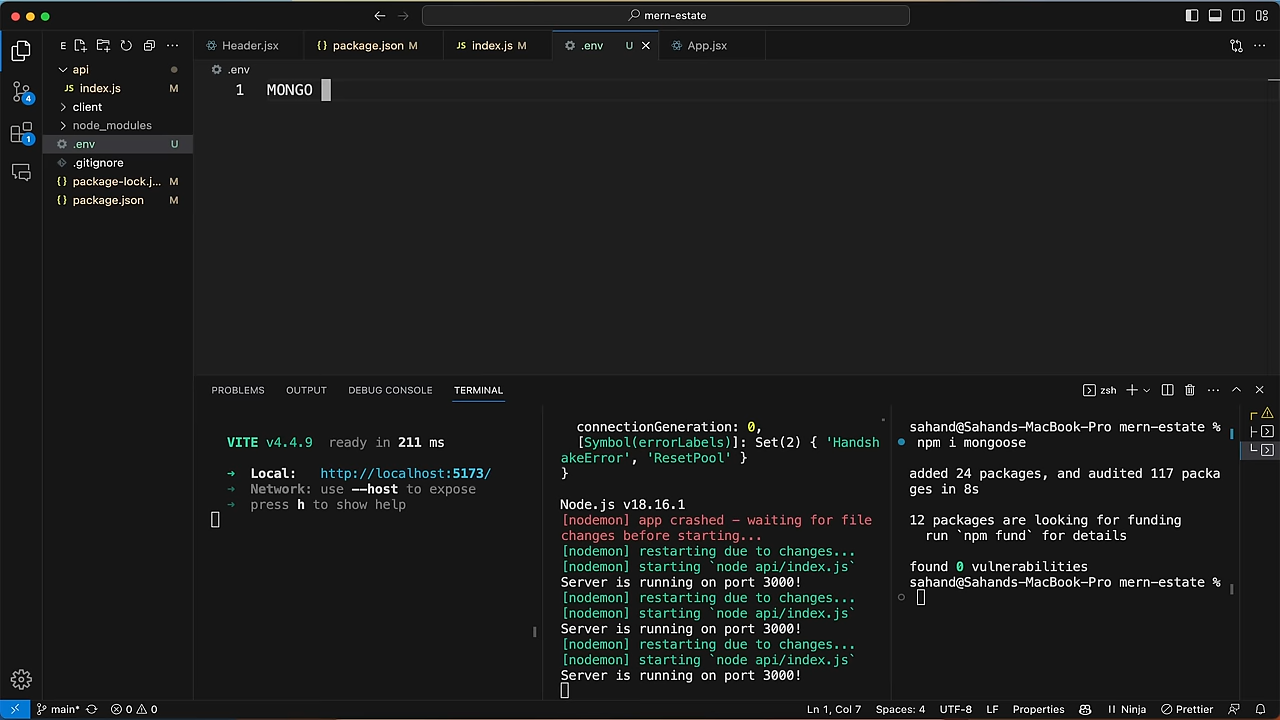 mern-estate
E
Header.jsx
{} package.json M
JS index.js M
.env U
App.jsx
api
JS index.js M
client
node_modules
.env U
.gitignore
{} package-lock.j... M
{} package.json M
4
1
.env
1 MONGO
PROBLEMS OUTPUT DEBUG CONSOLE TERMINAL
zsh
VITE v4.4.9 ready in 211 ms
➜ Local: http://localhost:5173/
➜ Network: use --host to expose
➜ press h to show help
connectionGeneration: 0,
[Symbol(errorLabels)]: Set(2) { 'Handsh
akeError', 'ResetPool' }
}
Node.js v18.16.1
[nodemon] app crashed - waiting for file
changes before starting...
[nodemon] restarting due to changes...
[nodemon] starting `node api/index.js`
Server is running on port 3000!
[nodemon] restarting due to changes...
[nodemon] starting `node api/index.js`
Server is running on port 3000!
[nodemon] restarting due to changes...
[nodemon] starting `node api/index.js`
Server is running on port 3000!
sahand@Sahands-MacBook-Pro mern-estate %
npm i mongoose
added 24 packages, and audited 117 packa
ges in 8s
12 packages are looking for funding
run `npm fund` for details
found 0 vulnerabilities
sahand@Sahands-MacBook-Pro mern-estate %
main* 0 0
Ln 1, Col 7 Spaces: 4 UTF-8 LF Properties Ninja Prettier